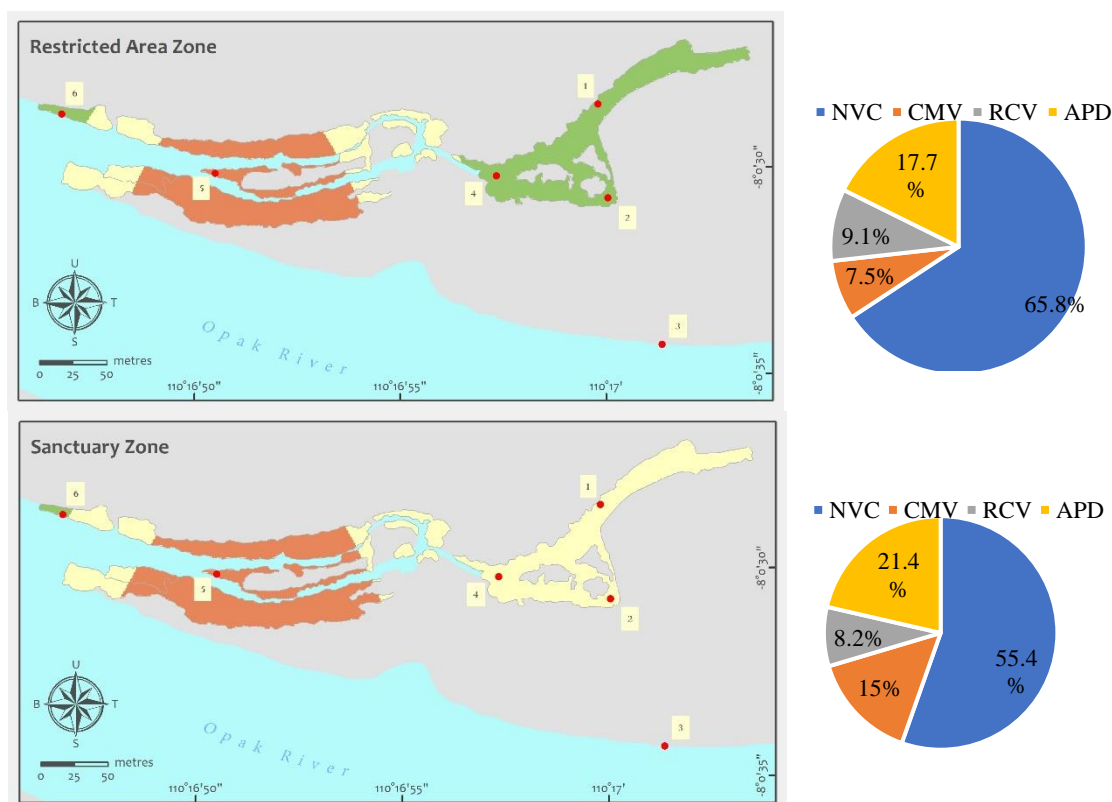 Restricted Area Zone
6
1
5
4
2
3
U
B T
S
metres
0 25 50
Opak River
-8°0'30"
-8°0'35"
110°16'50" 110°16'55" 110°17'
NVC CMV RCV APD
17.7
%
9.1%
7.5%
65.8%
Sanctuary Zone
6
1
5
4
2
3
U
B T
S
metres
0 25 50
Opak River
-8°0'30"
-8°0'35"
110°16'50" 110°16'55" 110°17'
NVC CMV RCV APD
21.4
%
8.2%
15%
55.4
%